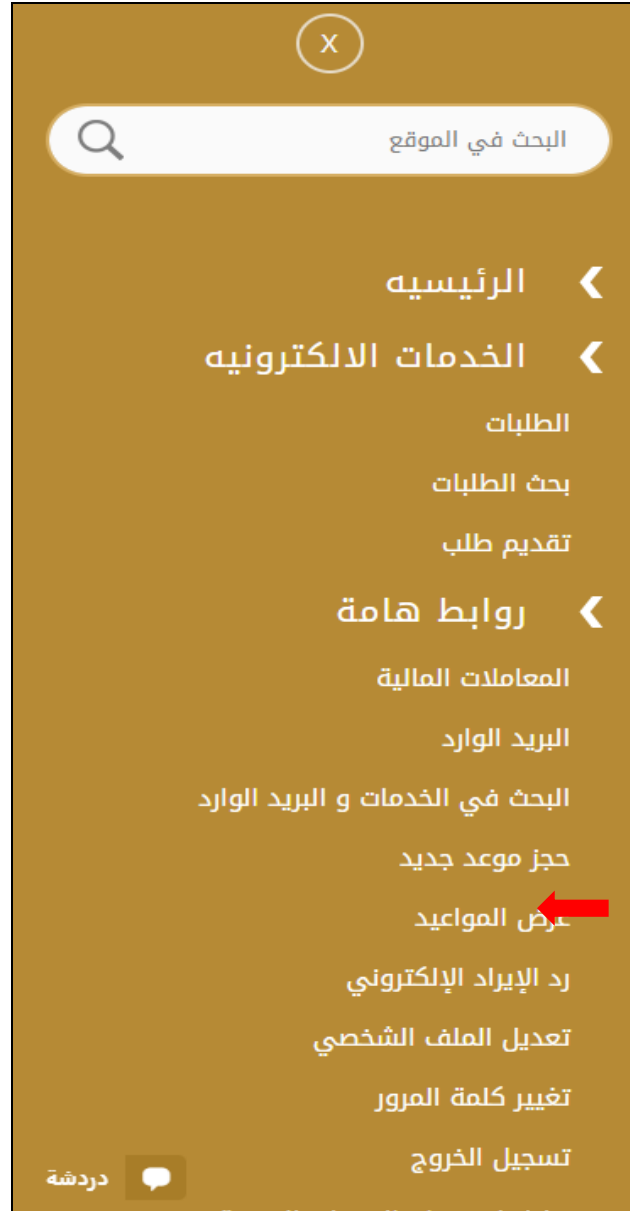 X
البحث في الموقع
الرئيسيه
الخدمات الالكترونيه
الطلبات
بحث الطلبات
تقديم طلب
روابط هامة
المعاملات المالية
البريد الوارد
البحث في الخدمات و البريد الوارد
حجز موعد جديد
عرض المواعيد
رد الإيراد الإلكتروني
تعديل الملف الشخصي
تغيير كلمة المرور
تسجيل الخروج
دردشة